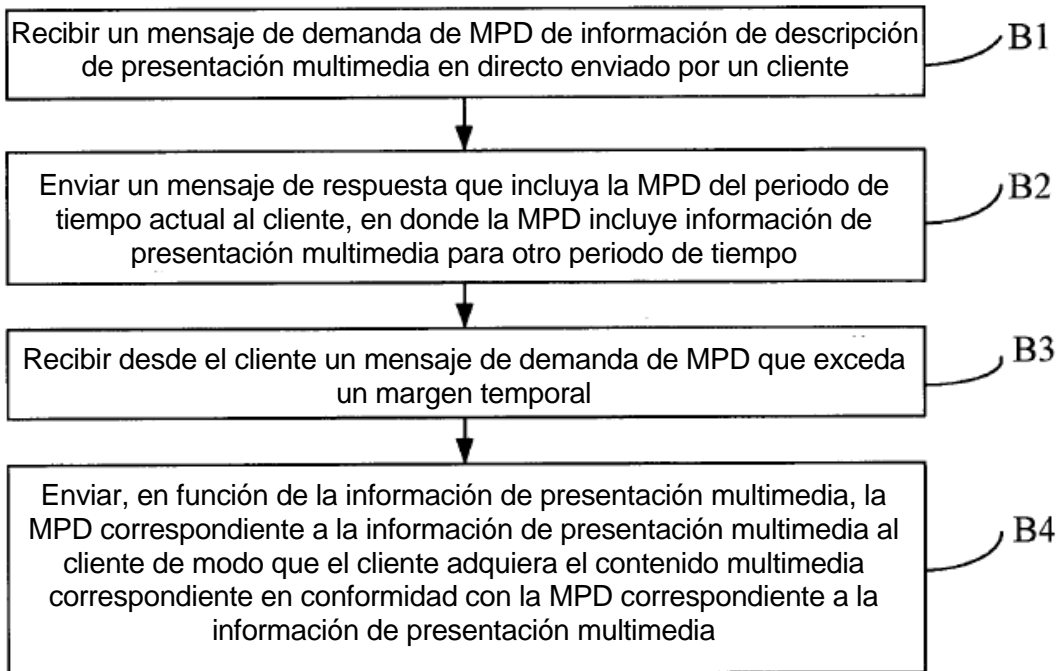 Recibir un mensaje de demanda de MPD de información de descripción
de presentación multimedia en directo enviado por un cliente
B1
Enviar un mensaje de respuesta que incluya la MPD del periodo de
tiempo actual al cliente, en donde la MPD incluye información de
presentación multimedia para otro periodo de tiempo
B2
Recibir desde el cliente un mensaje de demanda de MPD que exceda
un margen temporal
B3
Enviar, en función de la información de presentación multimedia, la
MPD correspondiente a la información de presentación multimedia al
cliente de modo que el cliente adquiera el contenido multimedia
correspondiente en conformidad con la MPD correspondiente a la
información de presentación multimedia
B4